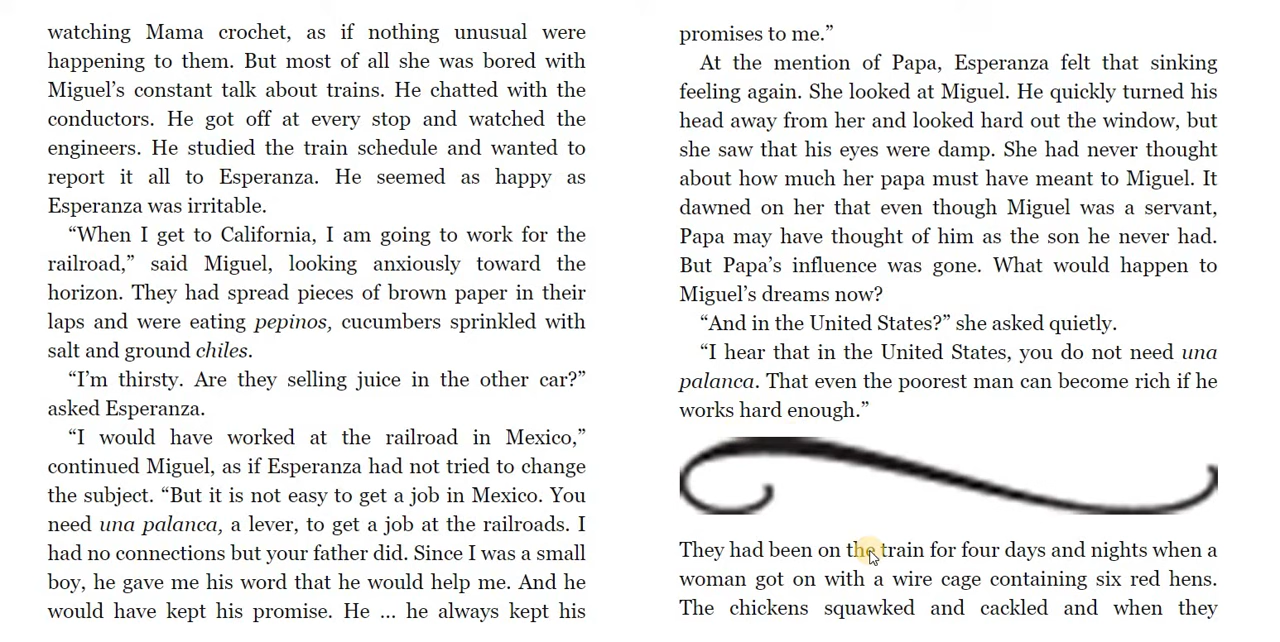 watching Mama crochet, as if nothing unusual were
happening to them. But most of all she was bored with
Miguel’s constant talk about trains. He chatted with the
conductors. He got off at every stop and watched the
engineers. He studied the train schedule and wanted to
report it all to Esperanza. He seemed as happy as
Esperanza was irritable.
“When I get to California, I am going to work for the
railroad,” said Miguel, looking anxiously toward the
horizon. They had spread pieces of brown paper in their
laps and were eating pepinos, cucumbers sprinkled with
salt and ground chiles.
“I’m thirsty. Are they selling juice in the other car?”
asked Esperanza.
“I would have worked at the railroad in Mexico,”
continued Miguel, as if Esperanza had not tried to change
the subject. “But it is not easy to get a job in Mexico. You
need una palanca, a lever, to get a job at the railroads. I
had no connections but your father did. Since I was a small
boy, he gave me his word that he would help me. And he
would have kept his promise. He ... he always kept his
promises to me.”
At the mention of Papa, Esperanza felt that sinking
feeling again. She looked at Miguel. He quickly turned his
head away from her and looked hard out the window, but
she saw that his eyes were damp. She had never thought
about how much her papa must have meant to Miguel. It
dawned on her that even though Miguel was a servant,
Papa may have thought of him as the son he never had.
But Papa’s influence was gone. What would happen to
Miguel’s dreams now?
“And in the United States?” she asked quietly.
“I hear that in the United States, you do not need una
palanca. That even the poorest man can become rich if he
works hard enough.”
They had been on the train for four days and nights when a
woman got on with a wire cage containing six red hens.
The chickens squawked and cackled and when they